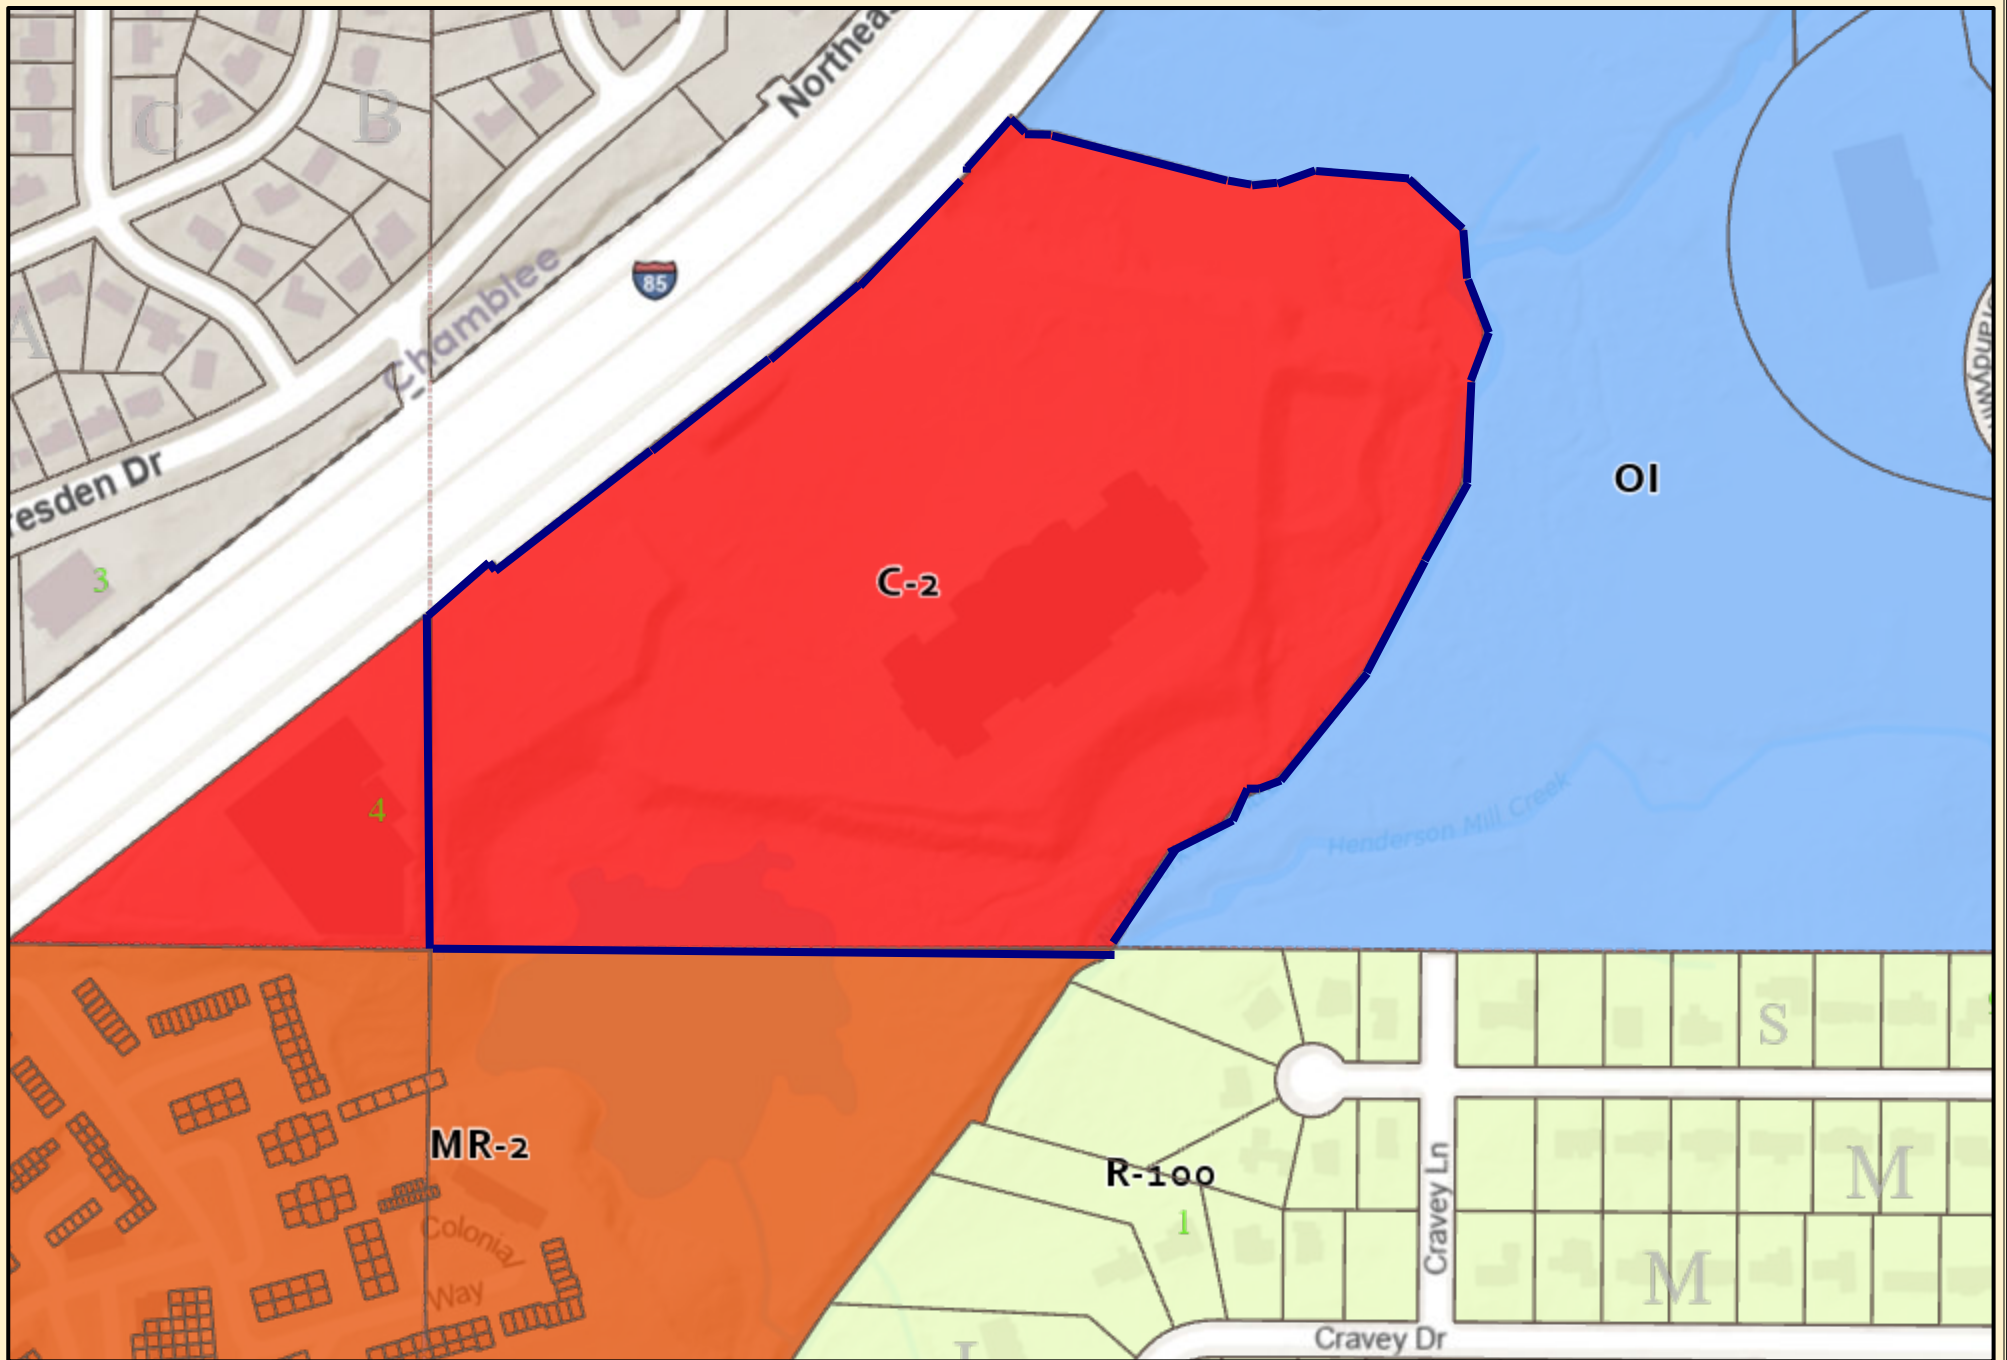 Northeas
C
B
85
Chamblee
A
resden Dr
OI
3
C-2
4
Henderson Mill Creek
S
MR-2
R-100
M
1
Cravey Ln
Colonial
Way
M
Cravey Dr